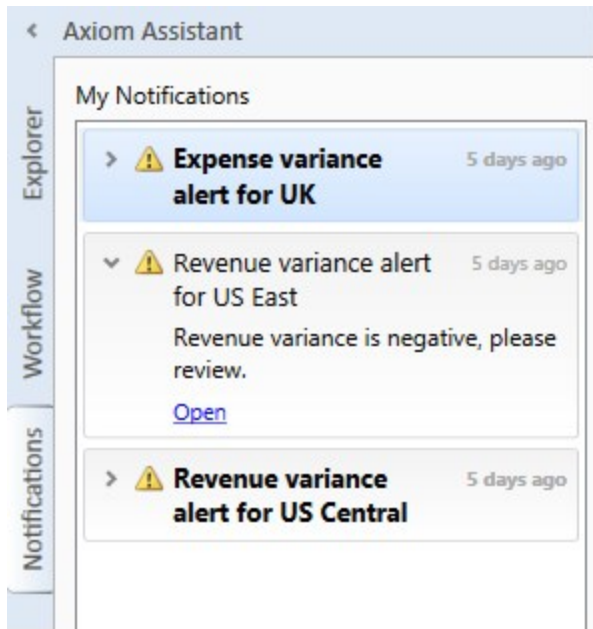 Axiom Assistant
My Notifications
Explorer
Workflow
Notifications
Expense variance 5 days ago
alert for UK
Revenue variance alert 5 days ago
for US East
Revenue variance is negative, please
review.
Open
Revenue variance 5 days ago
alert for US Central